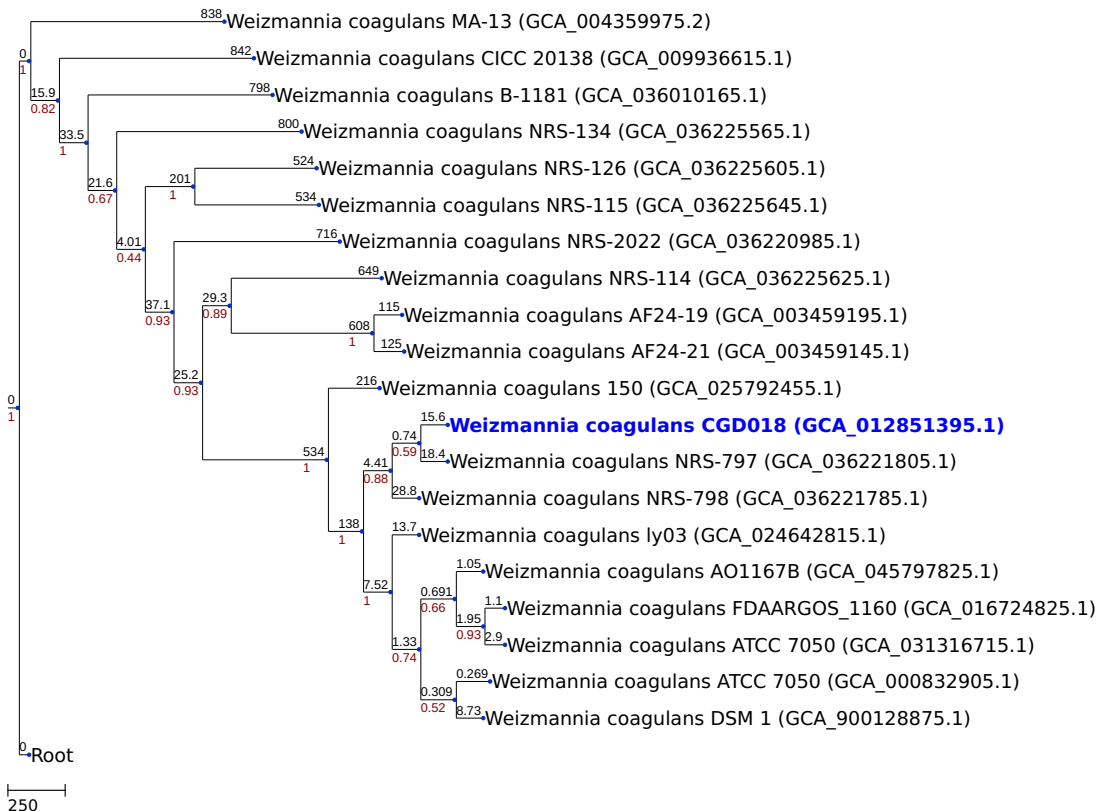 838 Weizmannia coagulans MA-13 (GCA_004359975.2)
0
1
842 Weizmannia coagulans CICC 20138 (GCA_009936615.1)
15.9
0.82
798 Weizmannia coagulans B-1181 (GCA_036010165.1)
33.5
1
800 Weizmannia coagulans NRS-134 (GCA_036225565.1)
21.6
0.67
524 Weizmannia coagulans NRS-126 (GCA_036225605.1)
201
1
534 Weizmannia coagulans NRS-115 (GCA_036225645.1)
4.01
0.44
716 Weizmannia coagulans NRS-2022 (GCA_036220985.1)
37.1
0.93
649 Weizmannia coagulans NRS-114 (GCA_036225625.1)
29.3
0.89
115 Weizmannia coagulans AF24-19 (GCA_003459195.1)
608
1
125 Weizmannia coagulans AF24-21 (GCA_003459145.1)
25.2
0.93
216 Weizmannia coagulans 150 (GCA_025792455.1)
0
1
15.6 Weizmannia coagulans CGD018 (GCA_012851395.1)
0.74
0.59
18.4 Weizmannia coagulans NRS-797 (GCA_036221805.1)
534
1
4.41
0.88
28.8 Weizmannia coagulans NRS-798 (GCA_036221785.1)
138
1
13.7 Weizmannia coagulans ly03 (GCA_024642815.1)
1.05 Weizmannia coagulans AO1167B (GCA_045797825.1)
7.52
1
0.691
0.66
1.1 Weizmannia coagulans FDAARGOS_1160 (GCA_016724825.1)
1.95
0.93
2.9 Weizmannia coagulans ATCC 7050 (GCA_031316715.1)
1.33
0.74
0.269 Weizmannia coagulans ATCC 7050 (GCA_000832905.1)
0.309
0.52
8.73 Weizmannia coagulans DSM 1 (GCA_900128875.1)
0 Root
250